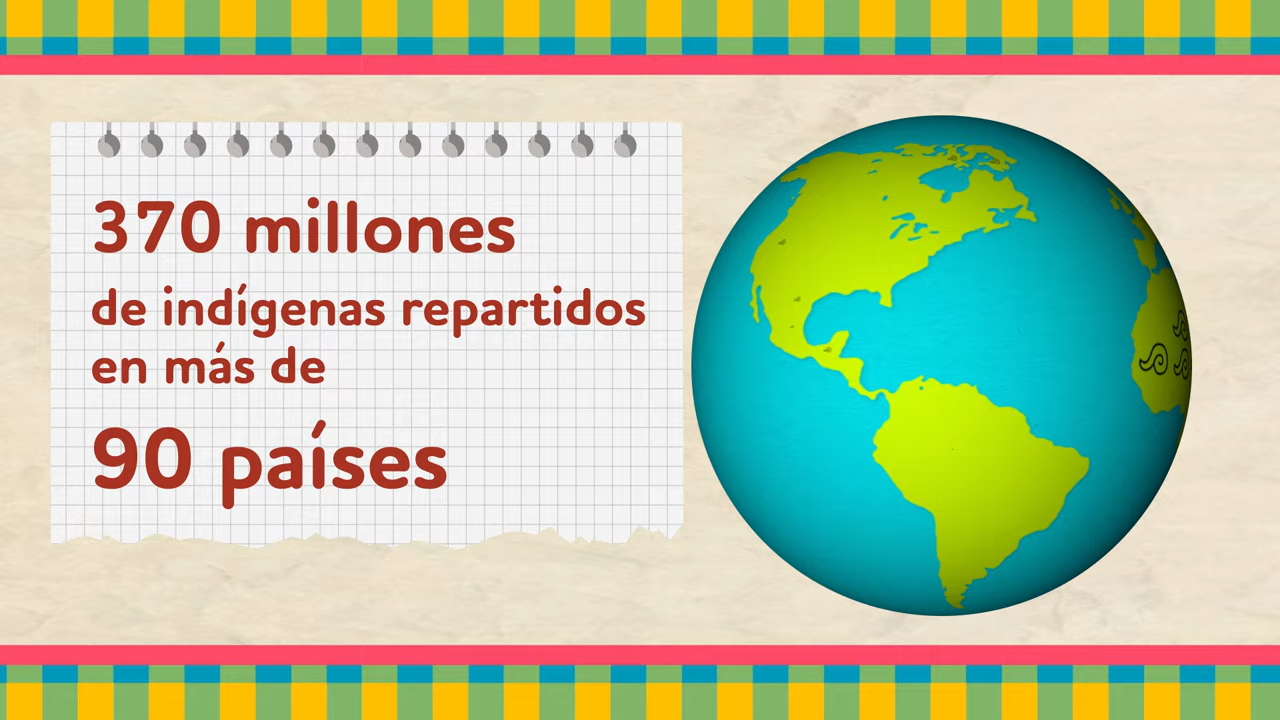 370 millones
de indígenas repartidos
en más de
90 países